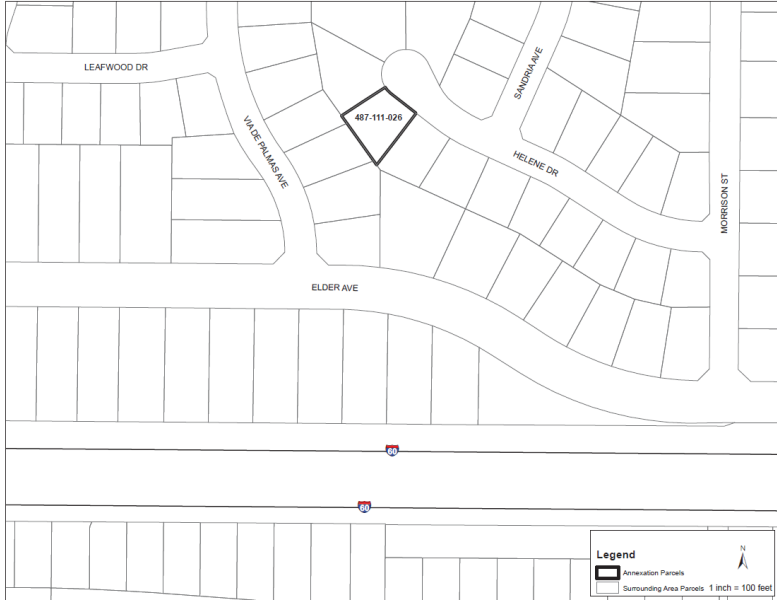 LEAFWOOD DR
SANDRIA AVE
487-111-026
VIA DE PALMAS AVE
HELENE DR
MORRISON ST
ELDER AVE
60
60
Legend
N
Annexation Parcels
Surrounding Area Parcels 1 inch = 100 feet